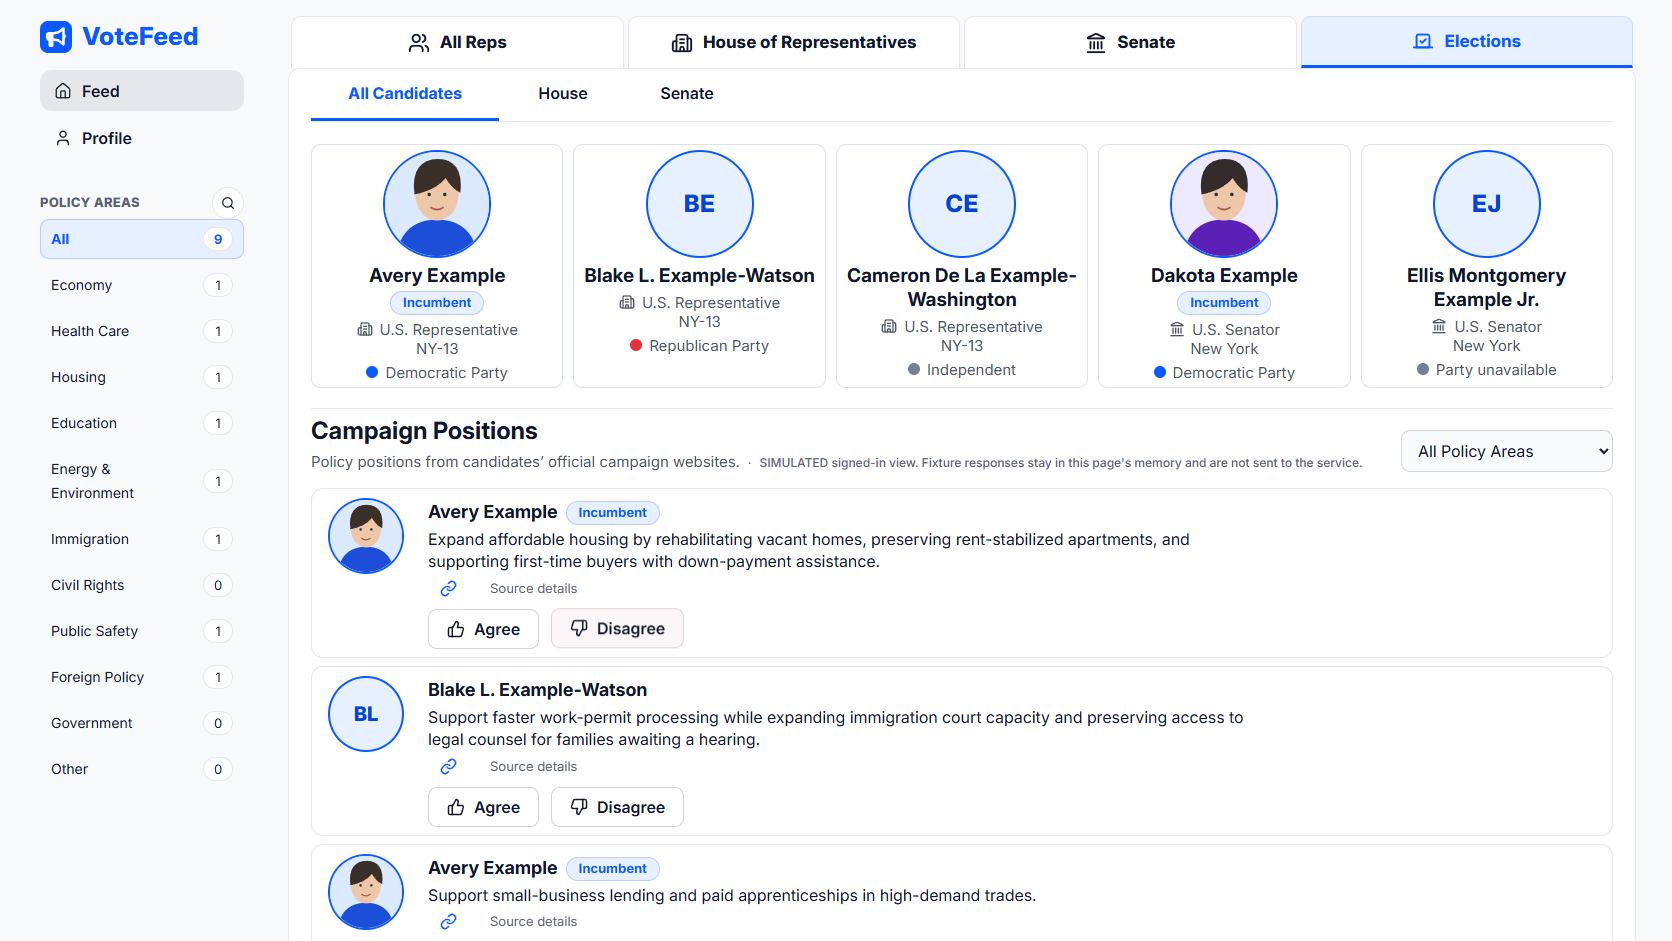 VoteFeed
Feed
Profile
POLICY AREAS
All 9
Economy 1
Health Care 1
Housing 1
Education 1
Energy &
Environment 1
Immigration 1
Civil Rights 0
Public Safety 1
Foreign Policy 1
Government 0
Other 0
All Reps
House of Representatives
Senate
Elections
All Candidates
House
Senate
Avery Example
Incumbent
U.S. Representative
NY-13
Democratic Party
BE
Blake L. Example-Watson
U.S. Representative
NY-13
Republican Party
CE
Cameron De La Example-
Washington
U.S. Representative
NY-13
Independent
Dakota Example
Incumbent
U.S. Senator
New York
Democratic Party
EJ
Ellis Montgomery
Example Jr.
U.S. Senator
New York
Party unavailable
Campaign Positions
Policy positions from candidates’ official campaign websites. · SIMULATED signed-in view. Fixture responses stay in this page's memory and are not sent to the service.
All Policy Areas
Avery Example Incumbent
Expand affordable housing by rehabilitating vacant homes, preserving rent-stabilized apartments, and
supporting first-time buyers with down-payment assistance.
Source details
Agree Disagree
BL
Blake L. Example-Watson
Support faster work-permit processing while expanding immigration court capacity and preserving access to
legal counsel for families awaiting a hearing.
Source details
Agree Disagree
Avery Example Incumbent
Support small-business lending and paid apprenticeships in high-demand trades.
Source details